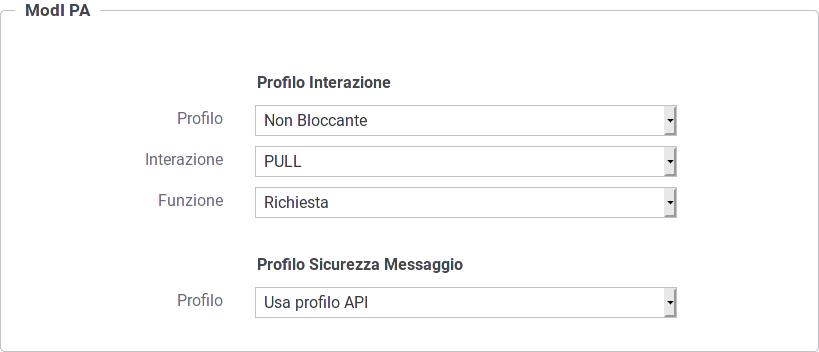 ModI PA
Profilo Interazione
Profilo Non Bloccante
Interazione PULL
Funzione Richiesta
Profilo Sicurezza Messaggio
Profilo Usa profilo API